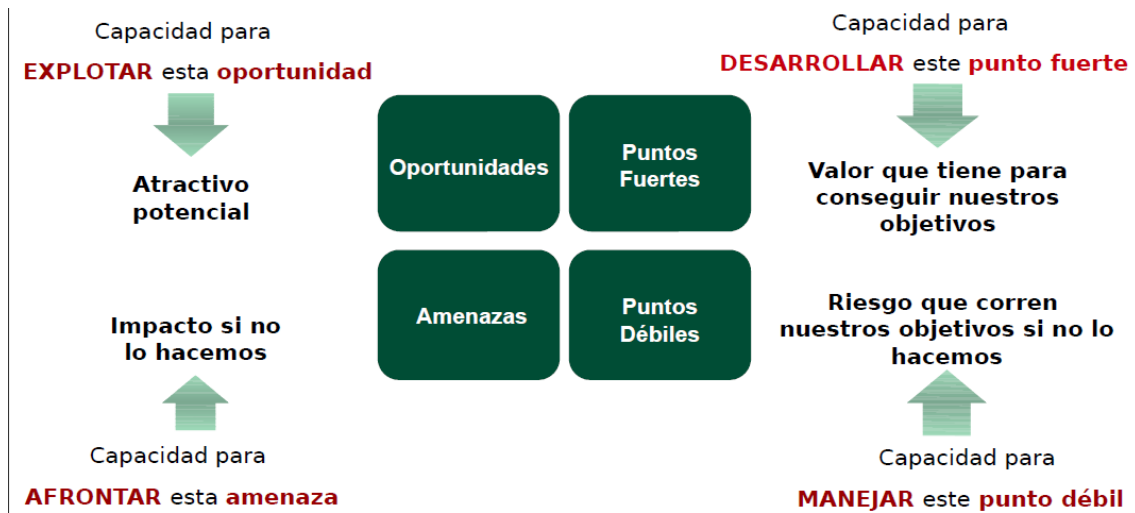 Capacidad para
EXPLOTAR esta oportunidad
Atractivo
potencial
Oportunidades
Puntos
Fuertes
Capacidad para
DESARROLLAR este punto fuerte
Valor que tiene para
conseguir nuestros
objetivos
Impacto si no
lo hacemos
Capacidad para
AFRONTAR esta amenaza
Amenazas
Puntos
Débiles
Riesgo que corren
nuestros objetivos si no lo
hacemos
Capacidad para
MANEJAR este punto débil